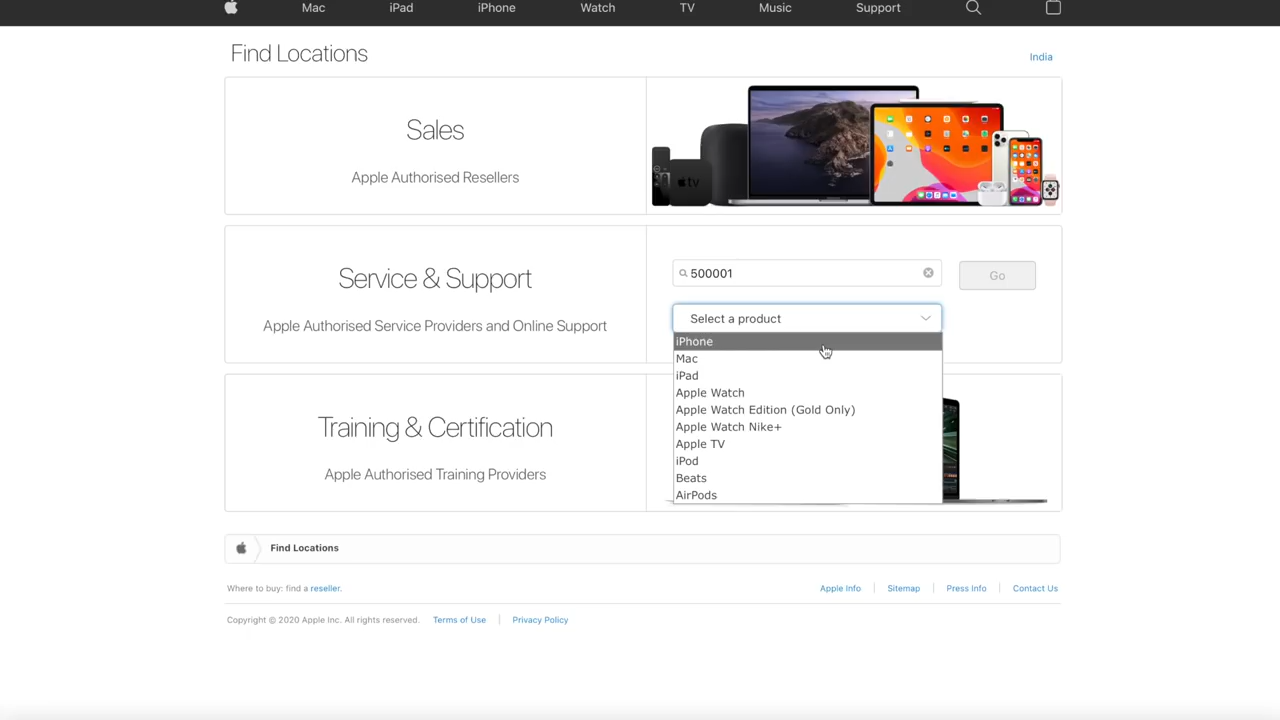 Mac iPad iPhone Watch TV Music Support
Find Locations
India
Sales
Apple Authorised Resellers
tv
Service & Support
Apple Authorised Service Providers and Online Support
500001
Go
Select a product
iPhone
Mac
iPad
Apple Watch
Apple Watch Edition (Gold Only)
Apple Watch Nike+
Apple TV
iPod
Beats
AirPods
Training & Certification
Apple Authorised Training Providers
Find Locations
Where to buy: find a reseller.
Apple Info Sitemap Press Info Contact Us
Copyright © 2020 Apple Inc. All rights reserved. Terms of Use Privacy Policy